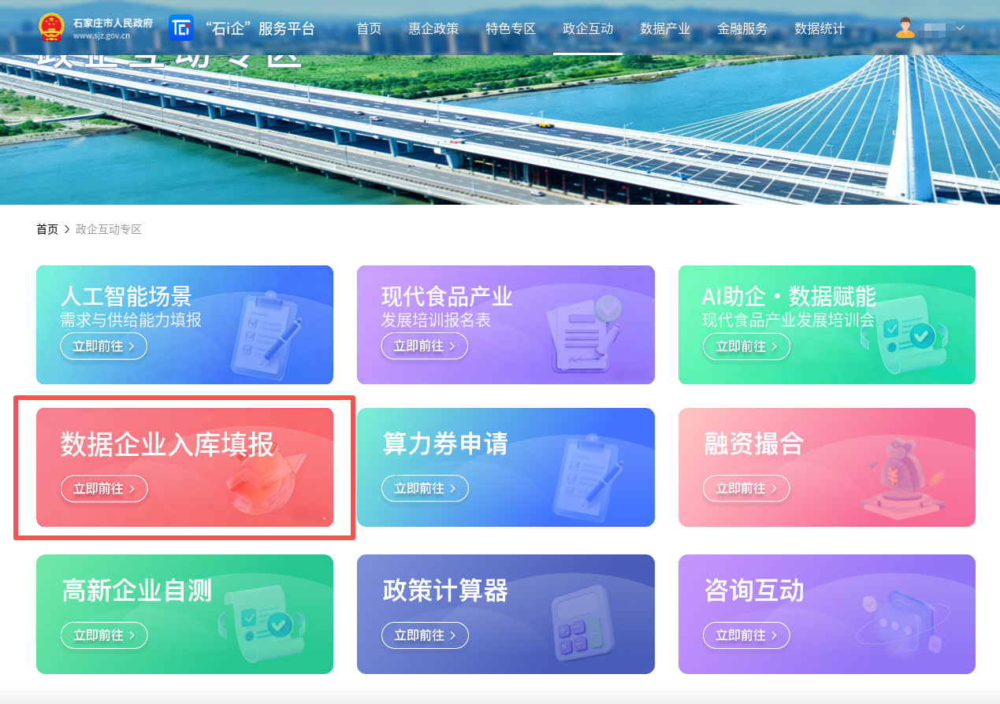 石家庄市人民政府
www.sjz.gov.cn
“石i企”服务平台
首页
惠企政策
特色专区
政企互动
数据产业
金融服务
数据统计
政企互动专区
首页 > 政企互动专区
人工智能场景
需求与供给能力填报
立即前往 >
现代食品产业
发展培训报名表
立即前往 >
AI助企·数据赋能
现代食品产业发展培训会
立即前往 >
数据企业入库填报
立即前往 >
算力券申请
立即前往 >
融资撮合
立即前往 >
高新企业自测
立即前往 >
政策计算器
立即前往 >
咨询互动
立即前往 >